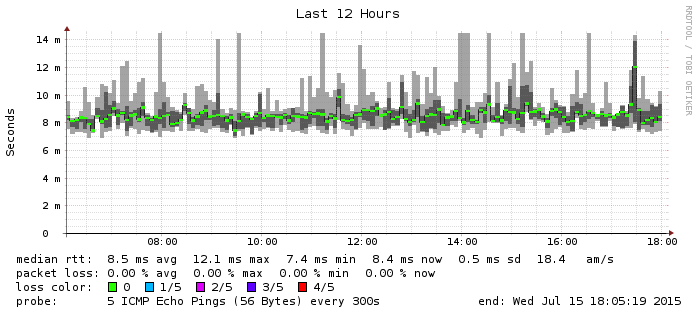 Last 12 Hours
RRDTOOL / TOBI OETIKER
Seconds
14 m
12 m
10 m
8 m
6 m
4 m
2 m
0
08:00 10:00 12:00 14:00 16:00 18:00
median rtt: 8.5 ms avg 12.1 ms max 7.4 ms min 8.4 ms now 0.5 ms sd 18.4 am/s
packet loss: 0.00 % avg 0.00 % max 0.00 % min 0.00 % now
loss color: 0 1/5 2/5 3/5 4/5
probe: 5 ICMP Echo Pings (56 Bytes) every 300s end: Wed Jul 15 18:05:19 2015